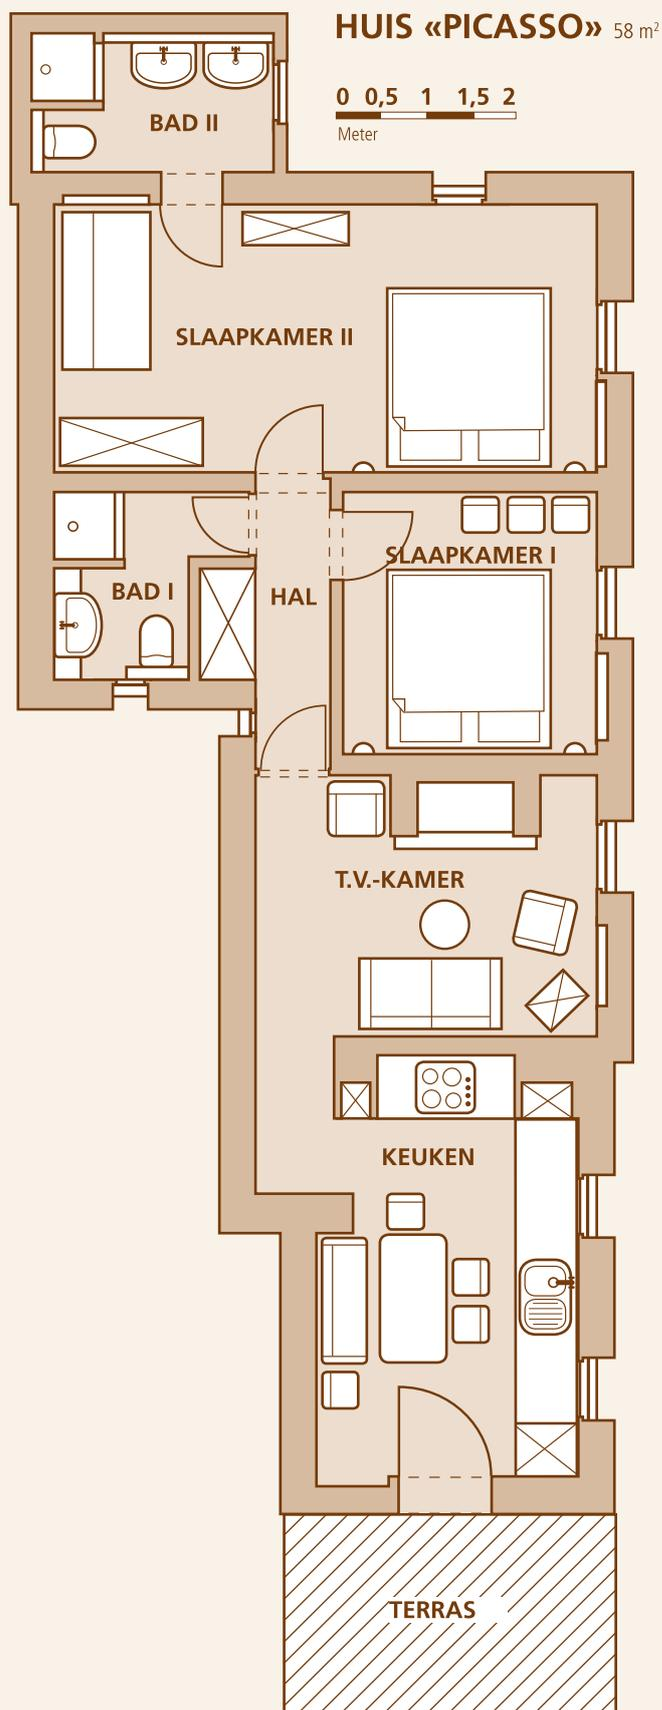 HUIS «PICASSO» 58 m²
0 0,5 1 1,5 2
Meter
BAD II
SLAAPKAMER II
SLAAPKAMER I
BAD I
HAL
T.V.-KAMER
KEUKEN
TERRAS